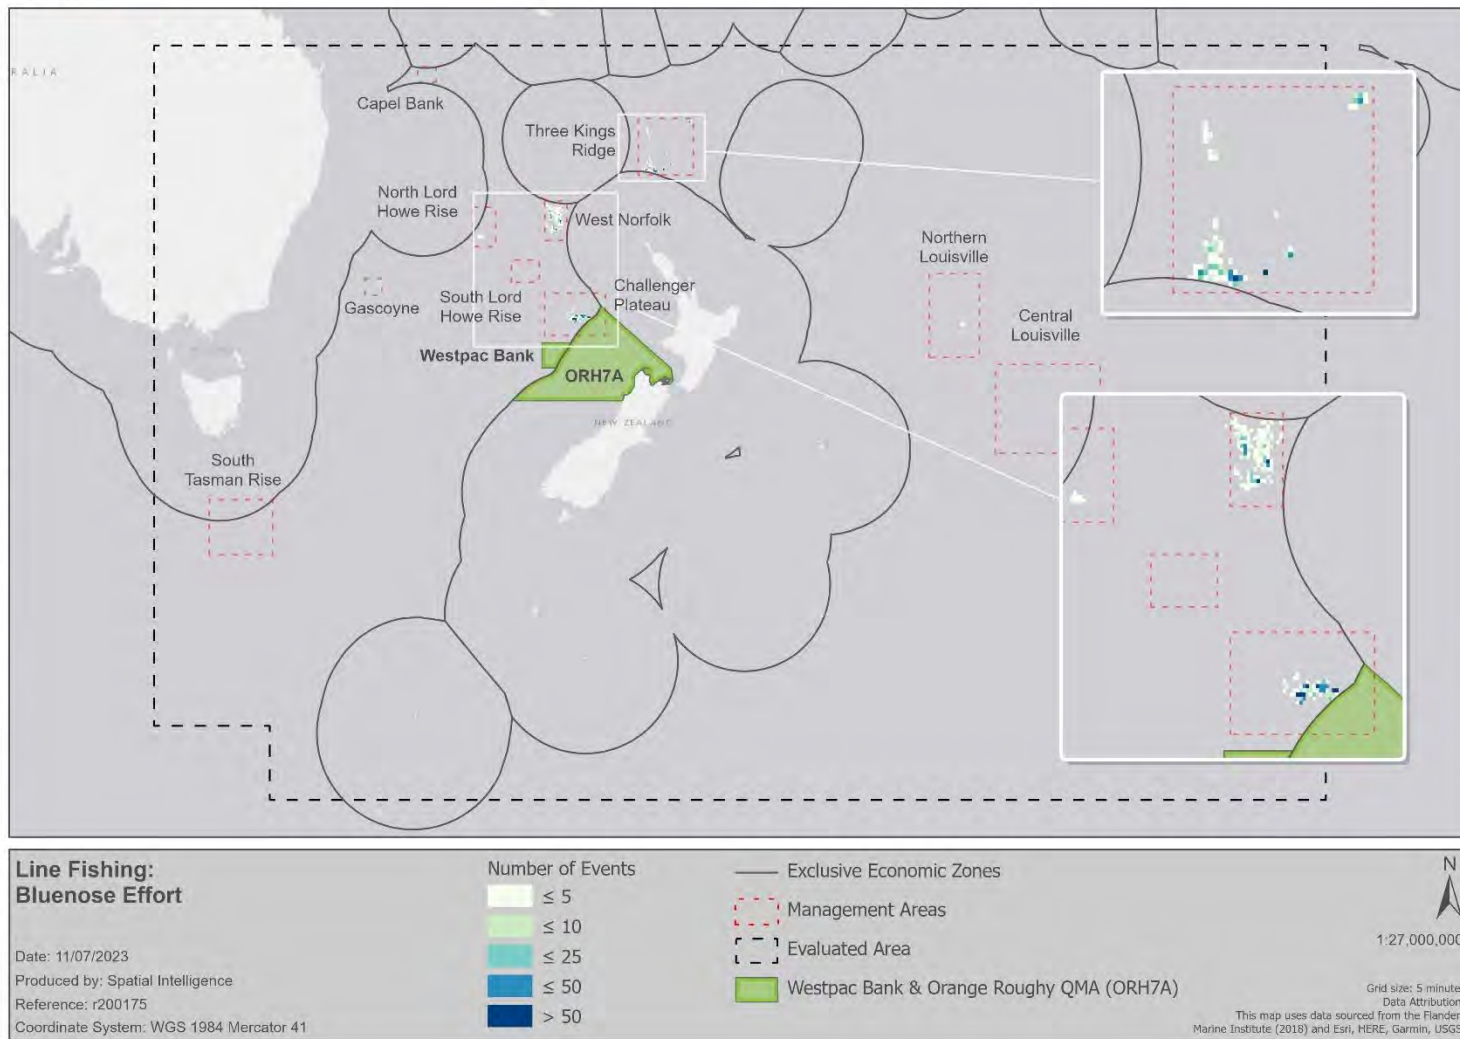 RALIA
Capel Bank
Three Kings
Ridge
North Lord
Howe Rise
West Norfolk
Northern
Louisville
Gascoyne
South Lord
Howe Rise
Challenger
Plateau
Central
Louisville
Westpac Bank
ORH7A
NEW ZEALAND
South
Tasman Rise
Line Fishing:
Bluenose Effort
Date: 11/07/2023
Produced by: Spatial Intelligence
Reference: r200175
Coordinate System: WGS 1984 Mercator 41
Number of Events
≤ 5
≤ 10
≤ 25
≤ 50
> 50
Exclusive Economic Zones
Management Areas
Evaluated Area
Westpac Bank & Orange Roughy QMA (ORH7A)
N
1:27,000,000
Grid size: 5 minute
Data Attribution
This map uses data sourced from the Flander
Marine Institute (2018) and Esri, HERE, Garmin, USGS